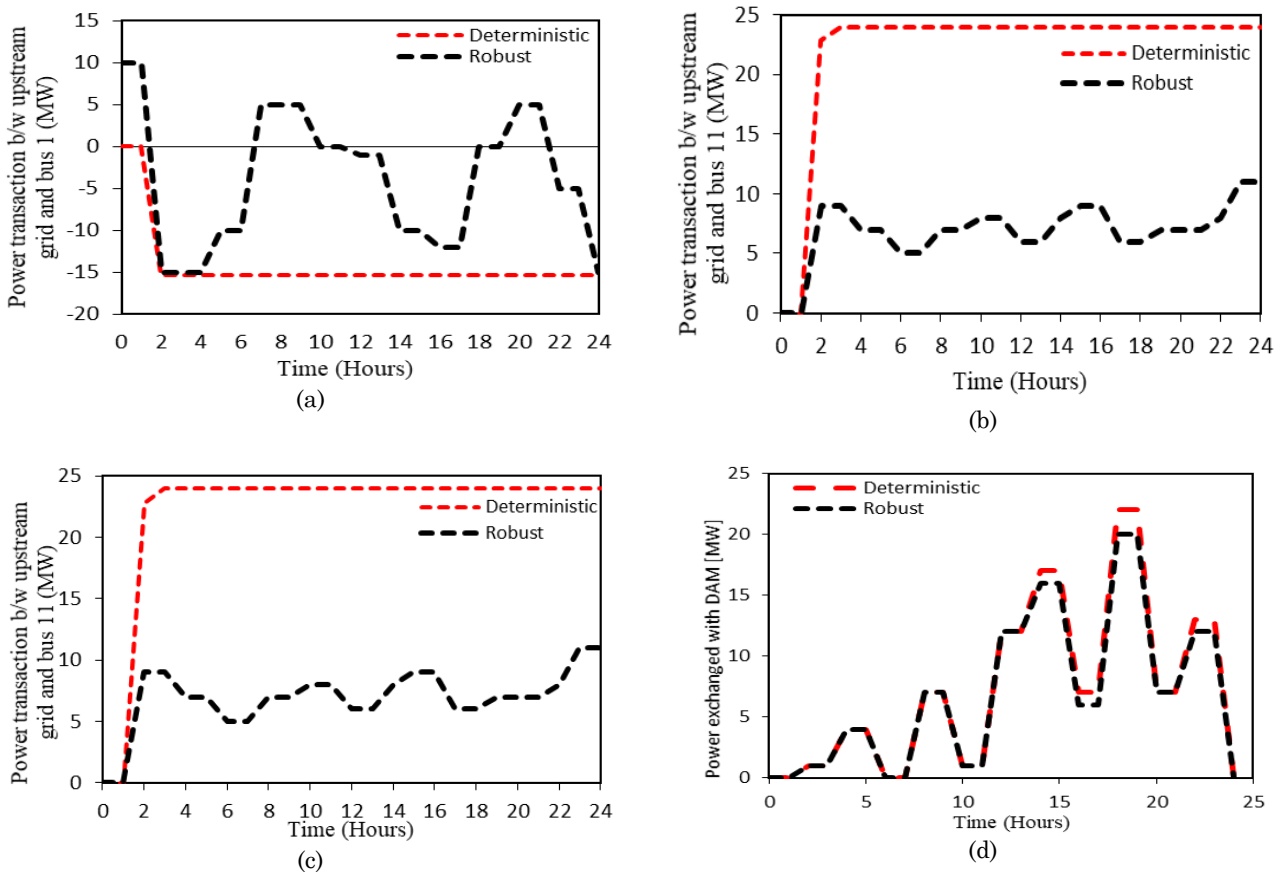 Power transaction b/w upstream
grid and bus 1 (MW)
15
10
5
0
-5
-10
-15
-20
Deterministic
Robust
0 2 4 6 8 10 12 14 16 18 20 22 24
Time (Hours)
(a)
Power transaction b/w upstream
grid and bus 11 (MW)
25
20
15
10
5
0
Deterministic
Robust
0 2 4 6 8 10 12 14 16 18 20 22 24
Time (Hours)
(b)
Power transaction b/w upstream
grid and bus 11 (MW)
25
20
15
10
5
0
Deterministic
Robust
0 2 4 6 8 10 12 14 16 18 20 22 24
Time (Hours)
(c)
Power exchanged with DAM [MW]
25
20
15
10
5
0
Deterministic
Robust
0 5 10 15 20 25
Time (Hours)
(d)